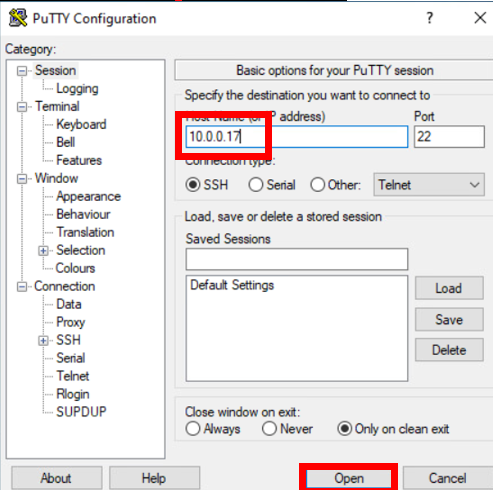 PuTTY Configuration
? 
Category:
Session
Logging
Terminal
Keyboard
Bell
Features
Window
Appearance
Behaviour
Translation
Selection
Colours
Connection
Data
Proxy
SSH
Serial
Telnet
Rlogin
SUPDUP
Basic options for your PuTTY session
Specify the destination you want to connect to
Host Name (or IP address) Port
10.0.0.17 22
Connection type:
SSH Serial Other: Telnet
Load, save or delete a stored session
Saved Sessions
Default Settings
Load
Save
Delete
Close window on exit:
Always Never Only on clean exit
About Help Open Cancel